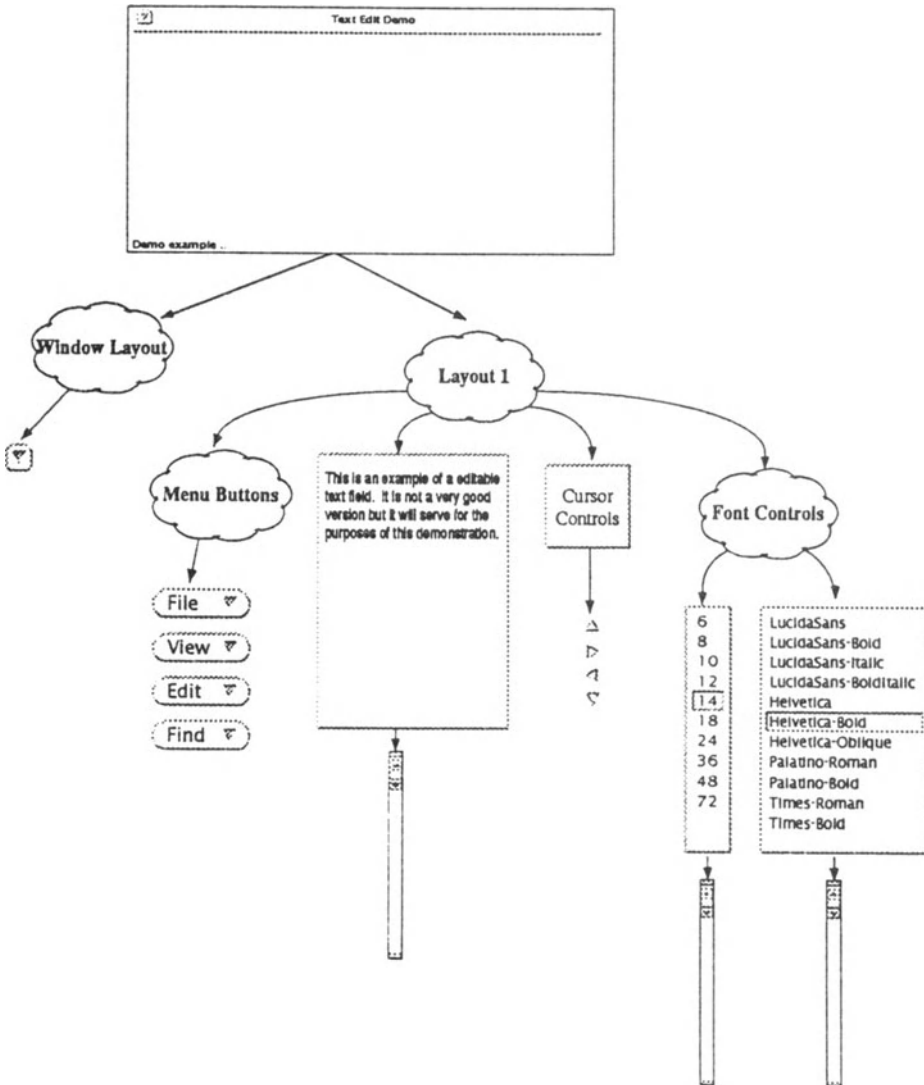 Text Edit Demo
Demo example ..
Window Layout
Layout 1
Menu Buttons
This is an example of a editable
text field. It is not a very good
version but it will serve for the
purposes of this demonstration.
Cursor
Controls
Font Controls
File
View
Edit
Find
6
8
10
12
14
18
24
36
48
72
LucidaSans
LucidaSans-Bold
LucidaSans-Italic
LucidaSans-BoldItalic
Helvetica
Helvetica-Bold
Helvetica-Oblique
Palatino-Roman
Palatino-Bold
Times-Roman
Times-Bold